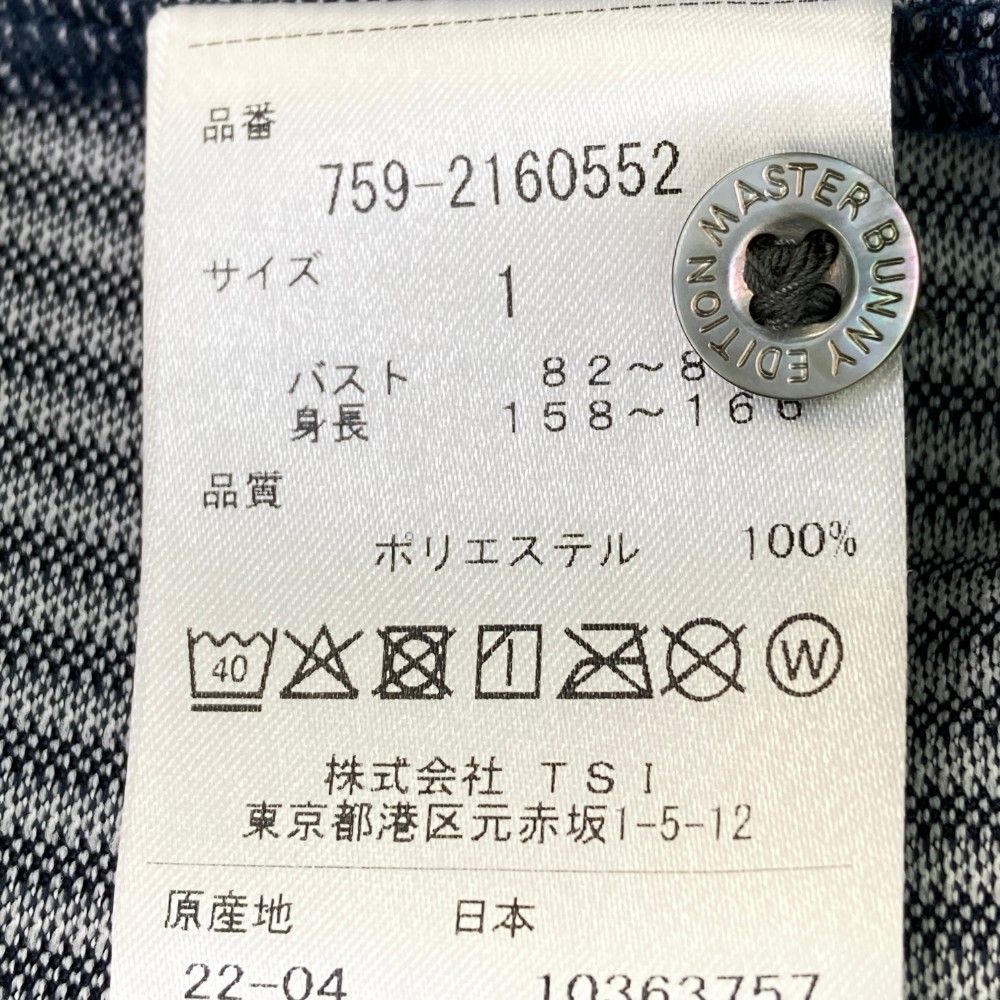 品番
759-2160552
MASTER BUNNY EDITION
サイズ 1
バスト 82～8
身長 158～166
品質
ポリエステル 100%
40
W
株式会社 TSI
東京都港区元赤坂1-5-12
原産地 日本
22-04 10363757